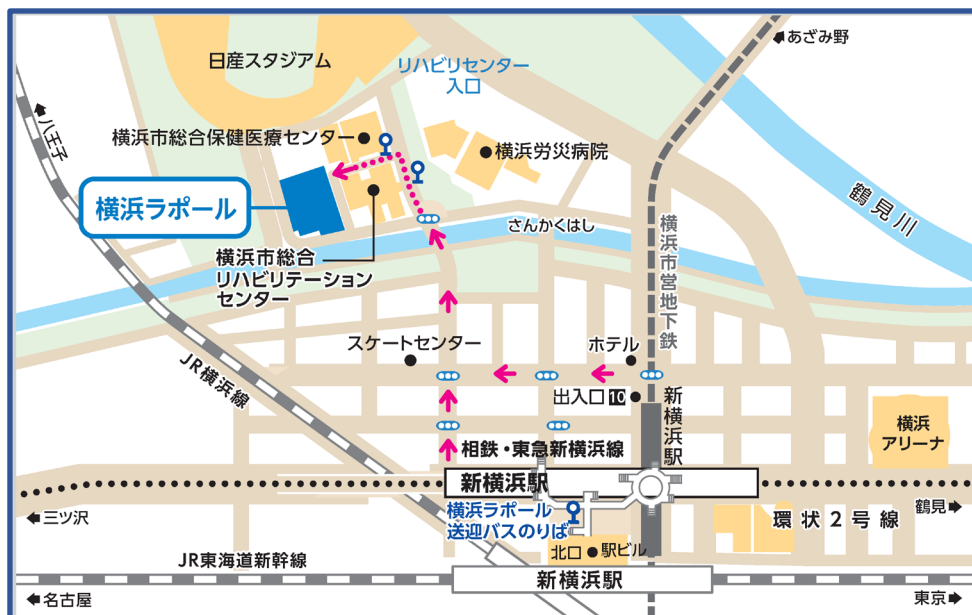 あざみ野
日産スタジアム
リハビリセンター
入口
八王子
横浜市総合保健医療センター
横浜労災病院
横浜ラポール
鶴見川
さんかくはし
横浜市営地下鉄
横浜市総合
リハビリテーション
センター
JR横浜線
スケートセンター
ホテル
出入口10
新横浜駅
横浜
アリーナ
相鉄・東急新横浜線
新横浜駅
三ツ沢
横浜ラポール
送迎バスのりば
環状2号線
鶴見
北口
駅ビル
JR東海道新幹線
新横浜駅
名古屋
東京